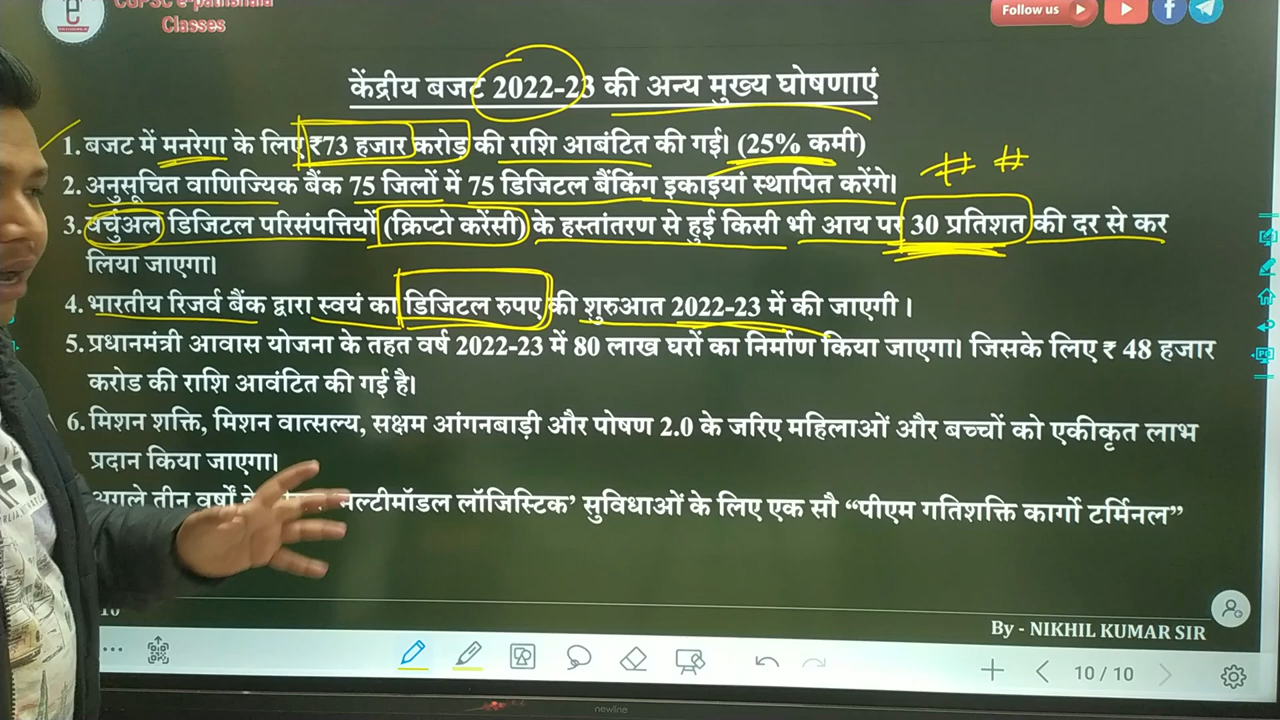 CGPSC e-pathshala
Classes
Follow us
केंद्रीय बजट 2022-23 की अन्य मुख्य घोषणाएं
1. बजट में मनरेगा के लिए ₹73 हजार करोड़ की राशि आबंटित की गई। (25% कमी)
2. अनुसूचित वाणिज्यिक बैंक 75 जिलों में 75 डिजिटल बैंकिंग इकाइयां स्थापित करेंगे।
# #
3. वर्चुअल डिजिटल परिसंपत्तियों (क्रिप्टो करेंसी) के हस्तांतरण से हुई किसी भी आय पर 30 प्रतिशत की दर से कर
लिया जाएगा।
4. भारतीय रिजर्व बैंक द्वारा स्वयं का डिजिटल रुपए की शुरुआत 2022-23 में की जाएगी ।
5. प्रधानमंत्री आवास योजना के तहत वर्ष 2022-23 में 80 लाख घरों का निर्माण किया जाएगा। जिसके लिए ₹ 48 हजार
करोड की राशि आवंटित की गई है।
6. मिशन शक्ति, मिशन वात्सल्य, सक्षम आंगनबाड़ी और पोषण 2.0 के जरिए महिलाओं और बच्चों को एकीकृत लाभ
प्रदान किया जाएगा।
अगले तीन वर्षों मल्टीमॉडल लॉजिस्टिक’ सुविधाओं के लिए एक सौ “पीएम गतिशक्ति कार्गो टर्मिनल”
10
By - NIKHIL KUMAR SIR
10 / 10
newline